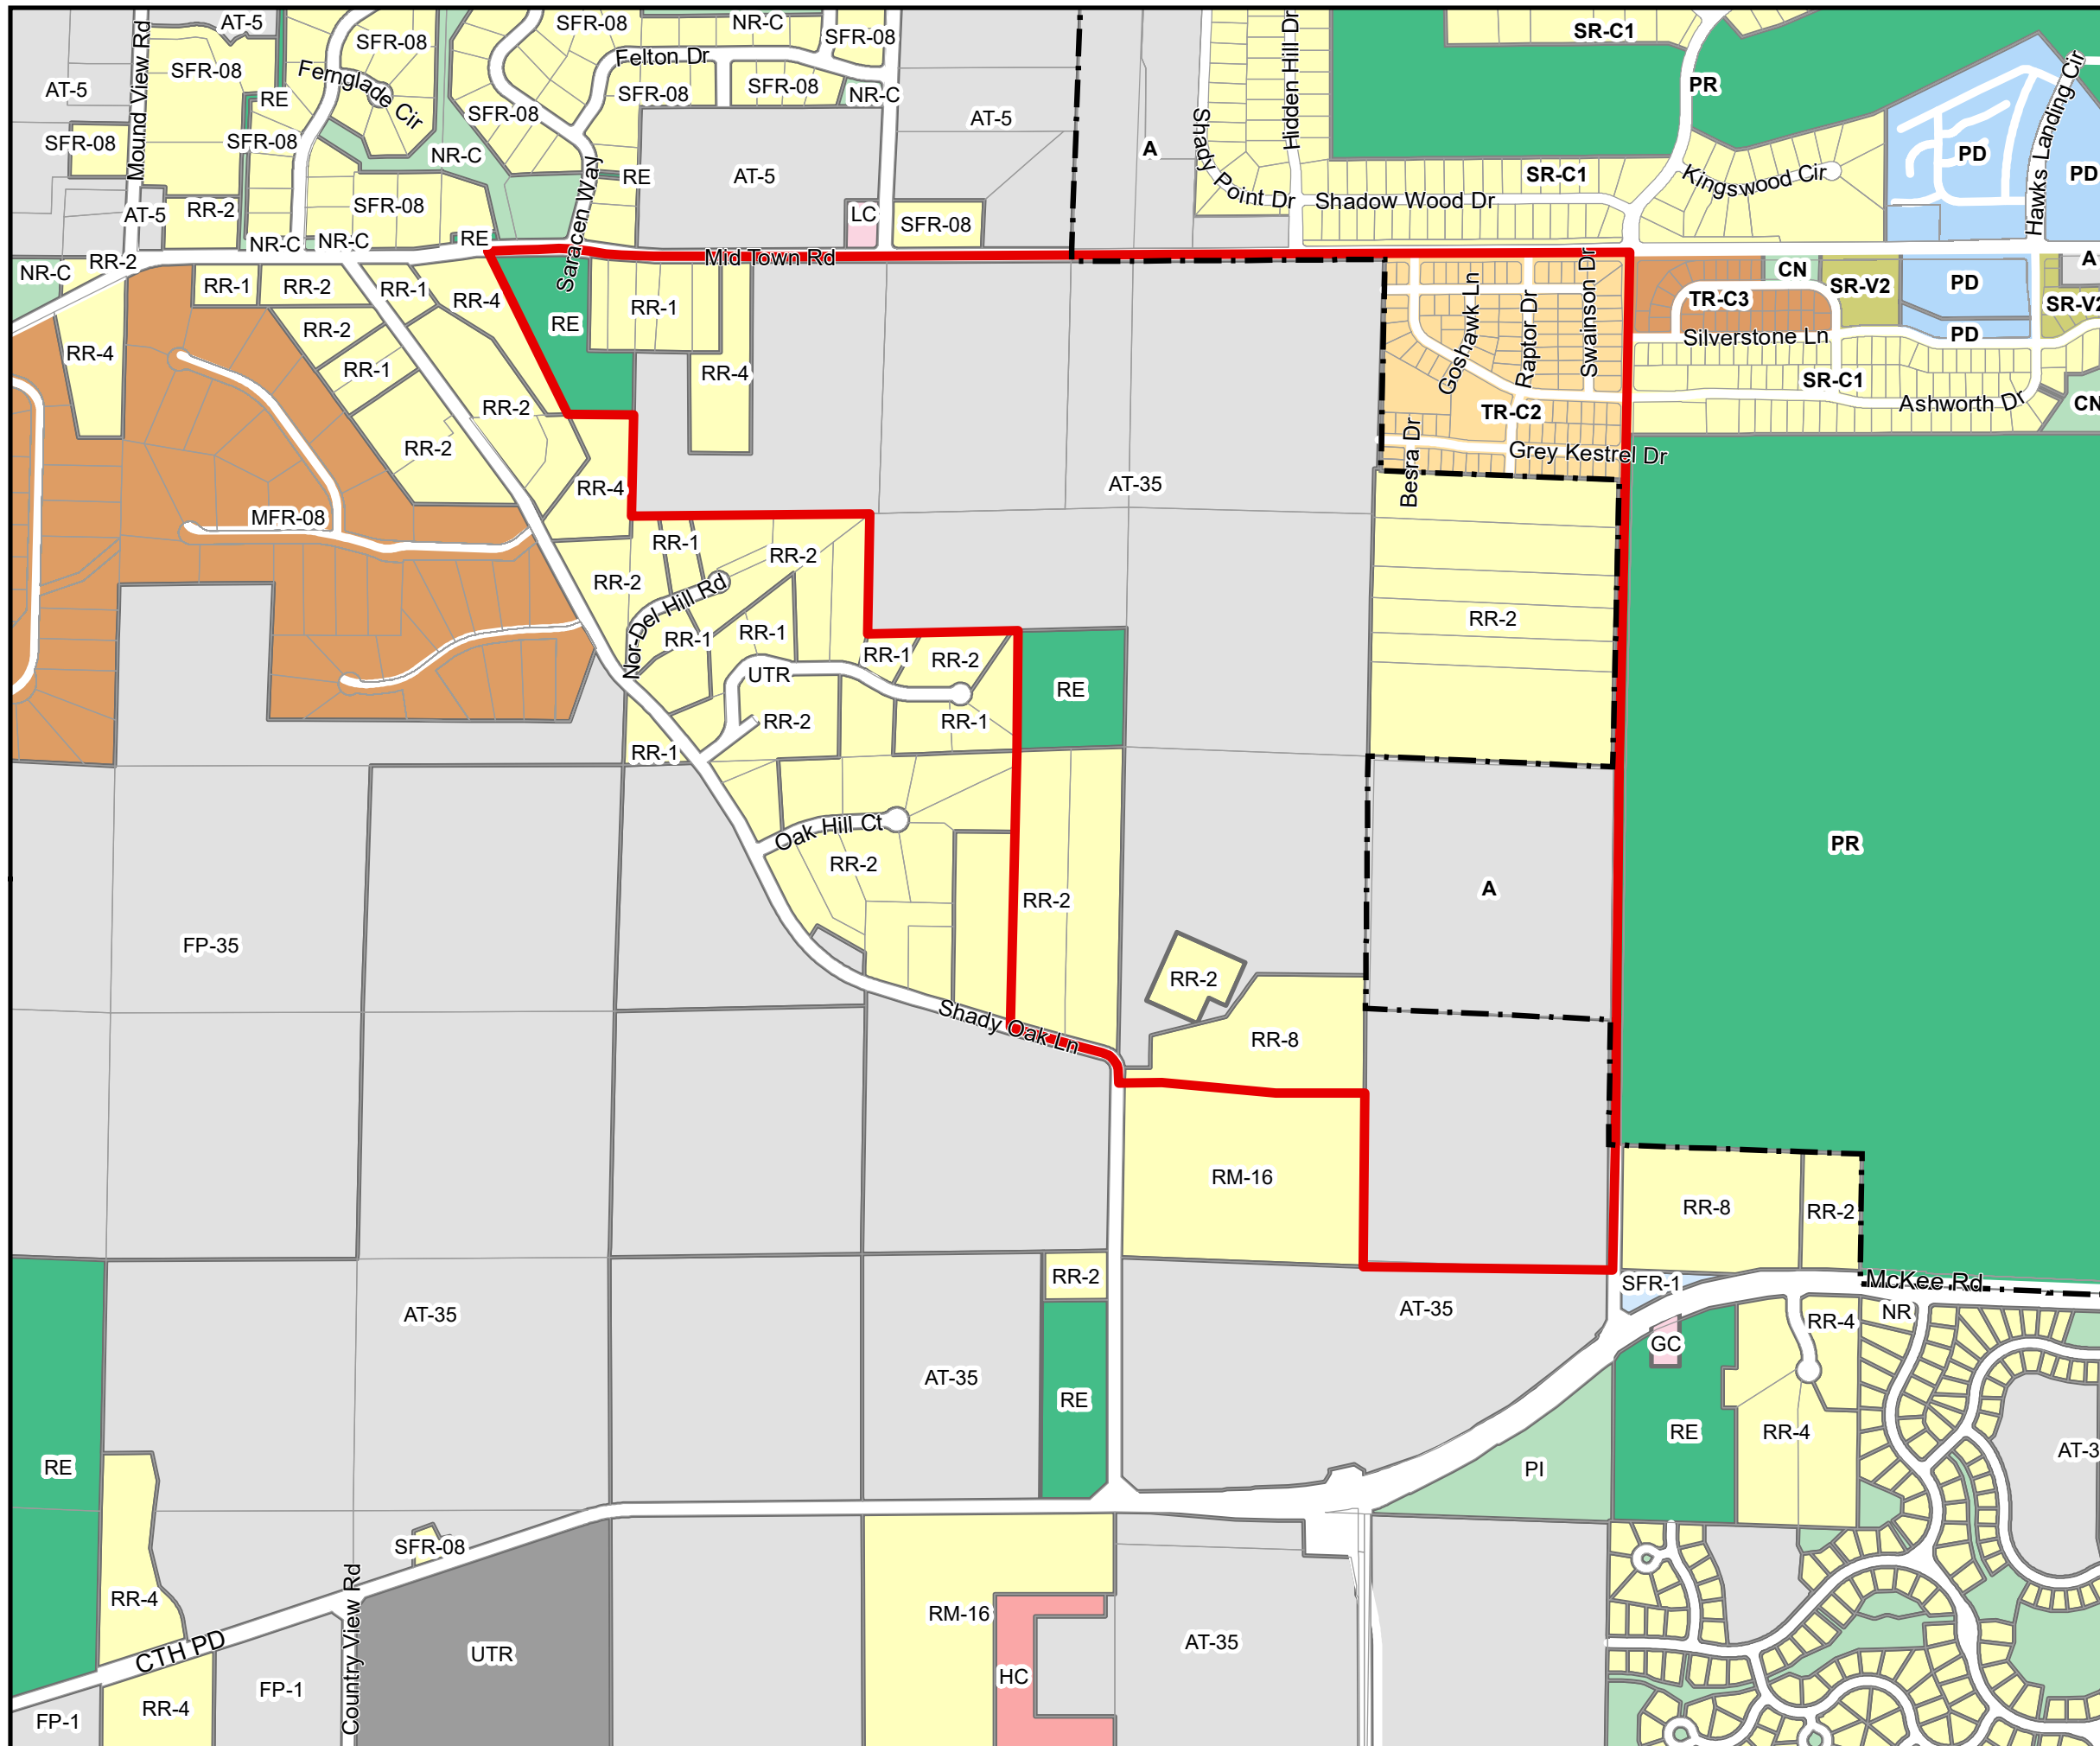 AT-5
SFR-08
NR-C
SFR-08
SFR-08
Mound View Rd
SFR-08
Fernglade Cir
Felton Dr
SFR-08
SFR-08
NR-C
AT-5
RE
SFR-08
AT-5
SFR-08
SFR-08
NR-C
RE
AT-5
Saracen Way
AT-5
RR-2
SFR-08
LC
SFR-08
NR-C
NR-C
RE
Mid Town Rd
A
Shady Point Dr
Hidden Hill Dr
SR-C1
PR
SR-C1
Shadow Wood Dr
Kingswood Cir
PD
Hawks Landing Cir
PD
NR-C
RR-2
RR-1
RR-2
RR-1
RR-4
RE
RR-1
RR-4
RR-4
RR-2
RR-1
RR-2
RR-2
RR-4
AT-35
Goshawk Ln
Raptor Dr
Swainson Dr
TR-C2
Besra Dr
Grey Kestrel Dr
TR-C3
CN
SR-V2
PD
A
SR-V2
Silverstone Ln
PD
SR-C1
Ashworth Dr
CN
MFR-08
RR-1
RR-2
RR-2
Nor-Del Hill Rd
RR-1
RR-1
RR-1
RR-2
UTR
RR-2
RR-1
RR-1
RE
RR-2
Oak Hill Ct
RR-2
RR-2
A
PR
FP-35
RR-2
Shady Oak Ln
RR-8
RM-16
RR-8
RR-2
RR-2
SFR-1
McKee Rd
AT-35
AT-35
NR
RR-4
GC
AT-35
RE
RE
RR-4
AT-3
RE
PI
SFR-08
RR-4
CTH PD
Country View Rd
UTR
RM-16
AT-35
HC
FP-1
RR-4
FP-1